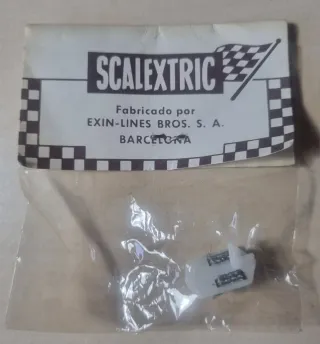 SCALEXTRIC
Fabricado por
EXIN-LINES BROS. S. A.
BARCELONA